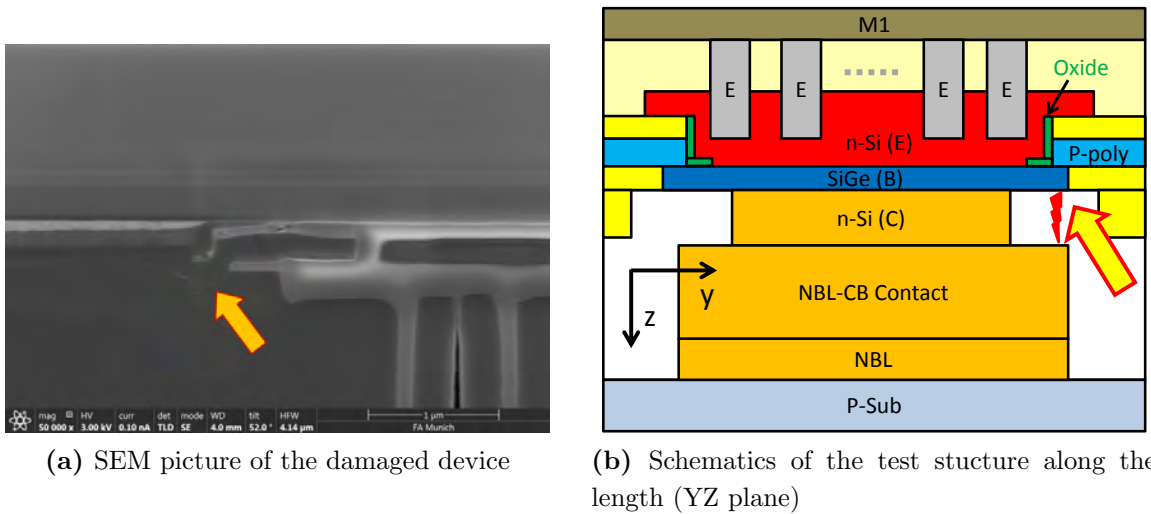 mag HV curr det mode WD tilt HFW
50 000 x 3.00 kV 0.10 nA TLD SE 4.0 mm 52.0 ° 4.14 µm
1 µm
FA Munich
(a) SEM picture of the damaged device
M1
Oxide
E E E E
n-Si (E)
P-poly
SiGe (B)
n-Si (C)
y
NBL-CB Contact
z
NBL
P-Sub
(b) Schematics of the test stucture along the
length (YZ plane)